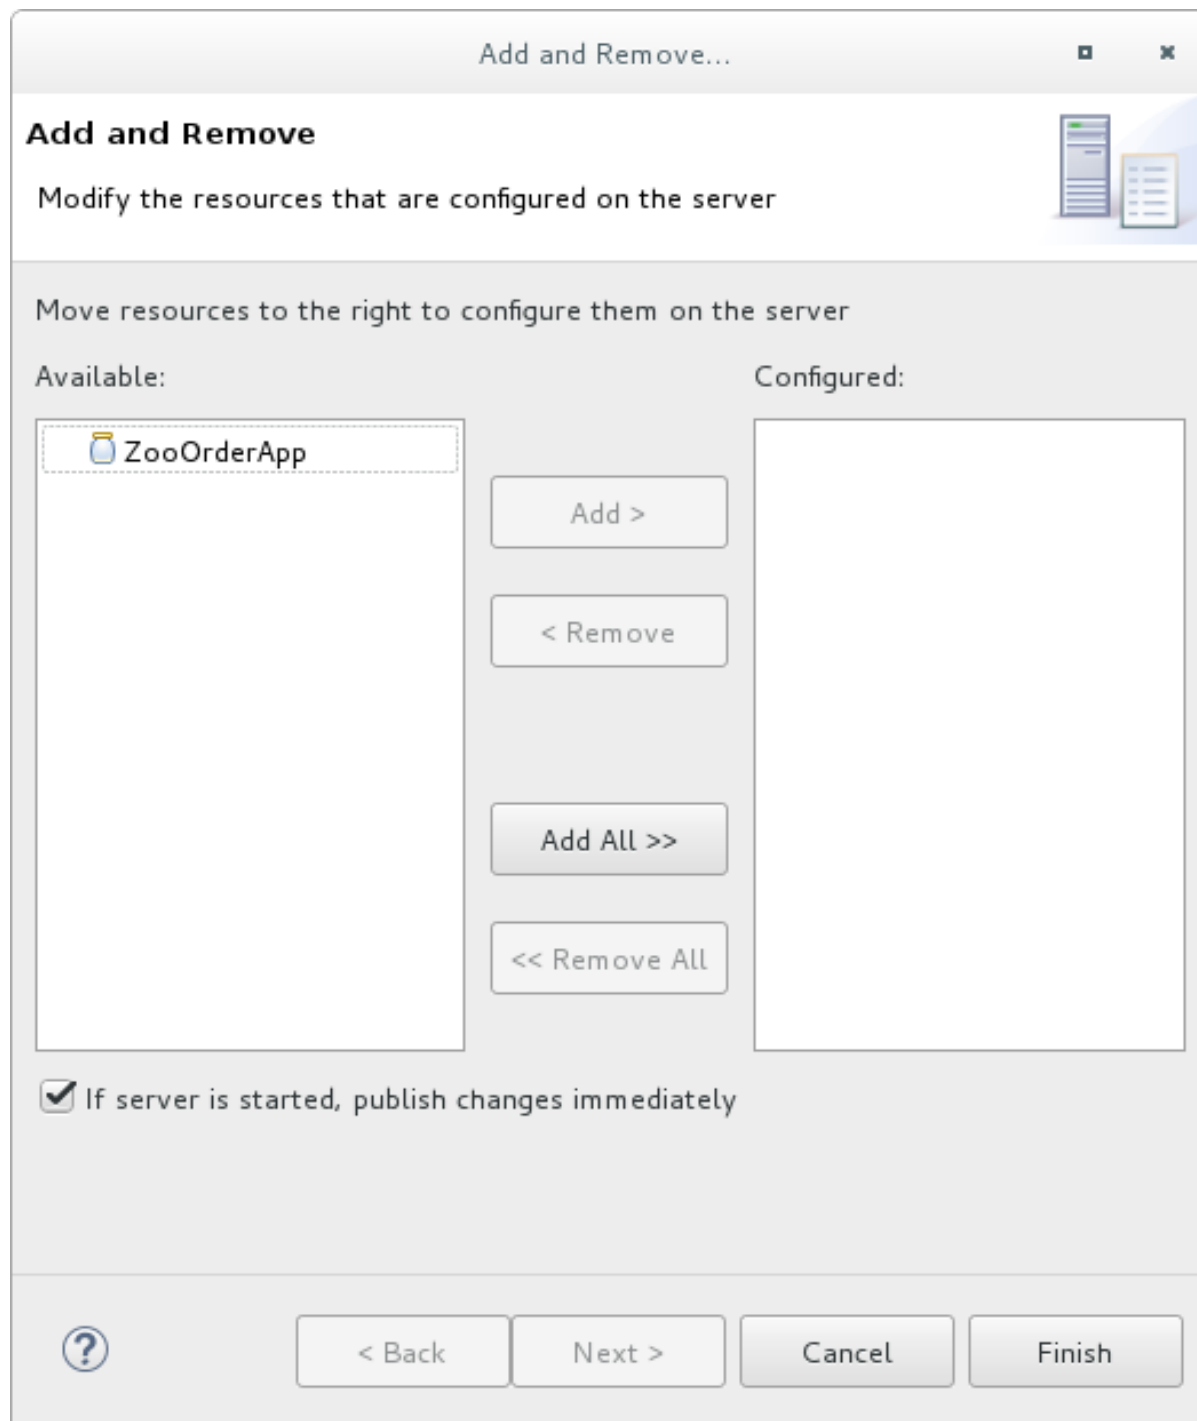 Add and Remove...
Add and Remove
Modify the resources that are configured on the server
Move resources to the right to configure them on the server
Available:
Configured:
ZooOrderApp
Add >
< Remove
Add All >>
<< Remove All
If server is started, publish changes immediately
?
< Back
Next >
Cancel
Finish